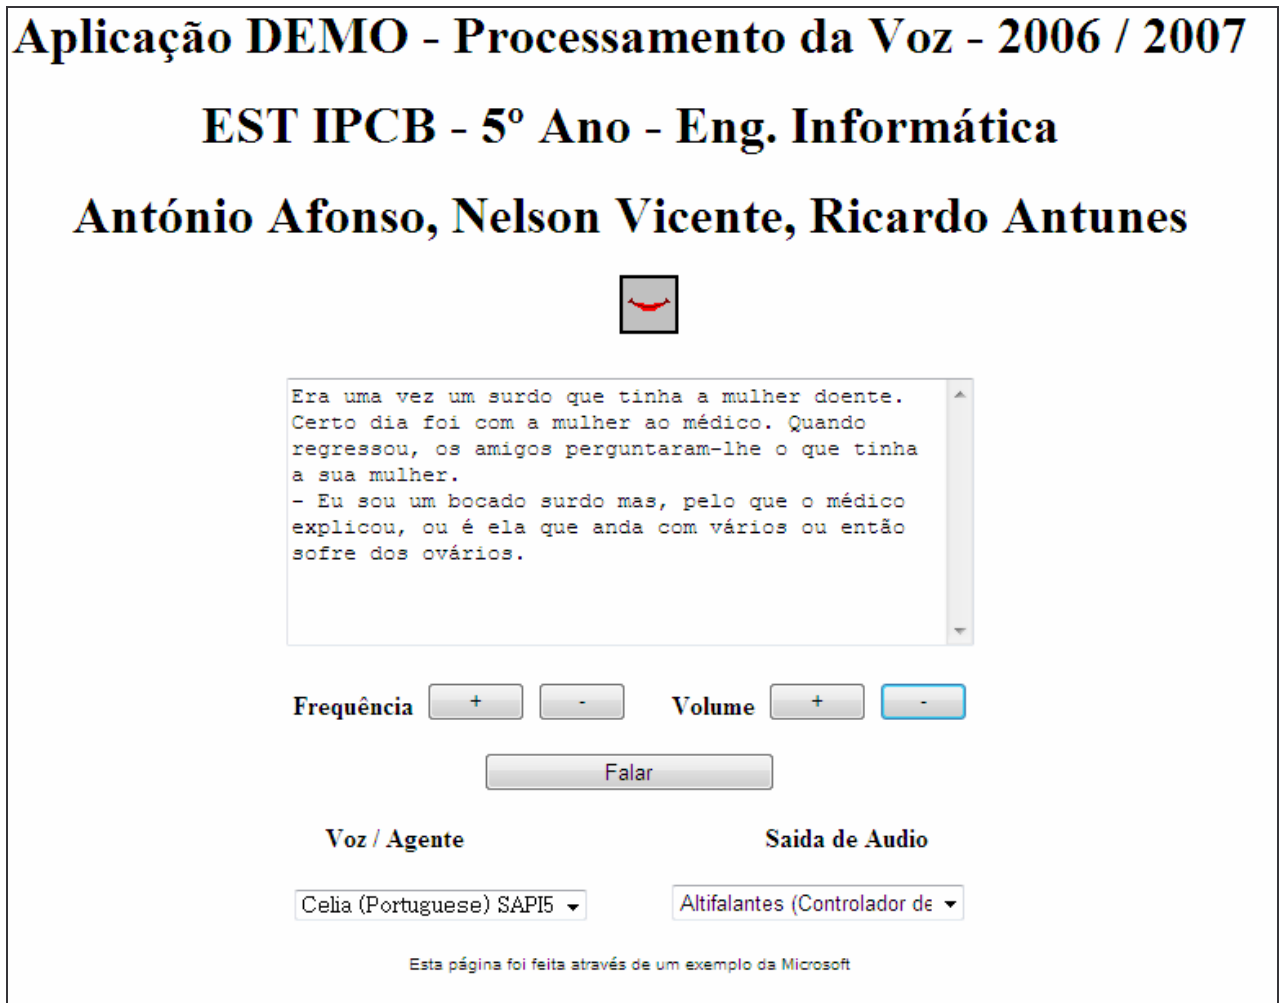 Aplicação DEMO - Processamento da Voz - 2006 / 2007
EST IPCB - 5º Ano - Eng. Informática
António Afonso, Nelson Vicente, Ricardo Antunes
Era uma vez um surdo que tinha a mulher doente.
Certo dia foi com a mulher ao médico. Quando
regressou, os amigos perguntaram-lhe o que tinha
a sua mulher.
- Eu sou um bocado surdo mas, pelo que o médico
explicou, ou é ela que anda com vários ou então
sofre dos ovários.
Frequência + - Volume + -
Falar
Voz / Agente Saida de Audio
Celia (Portuguese) SAPI5 Altifalantes (Controlador de
Esta página foi feita através de um exemplo da Microsoft